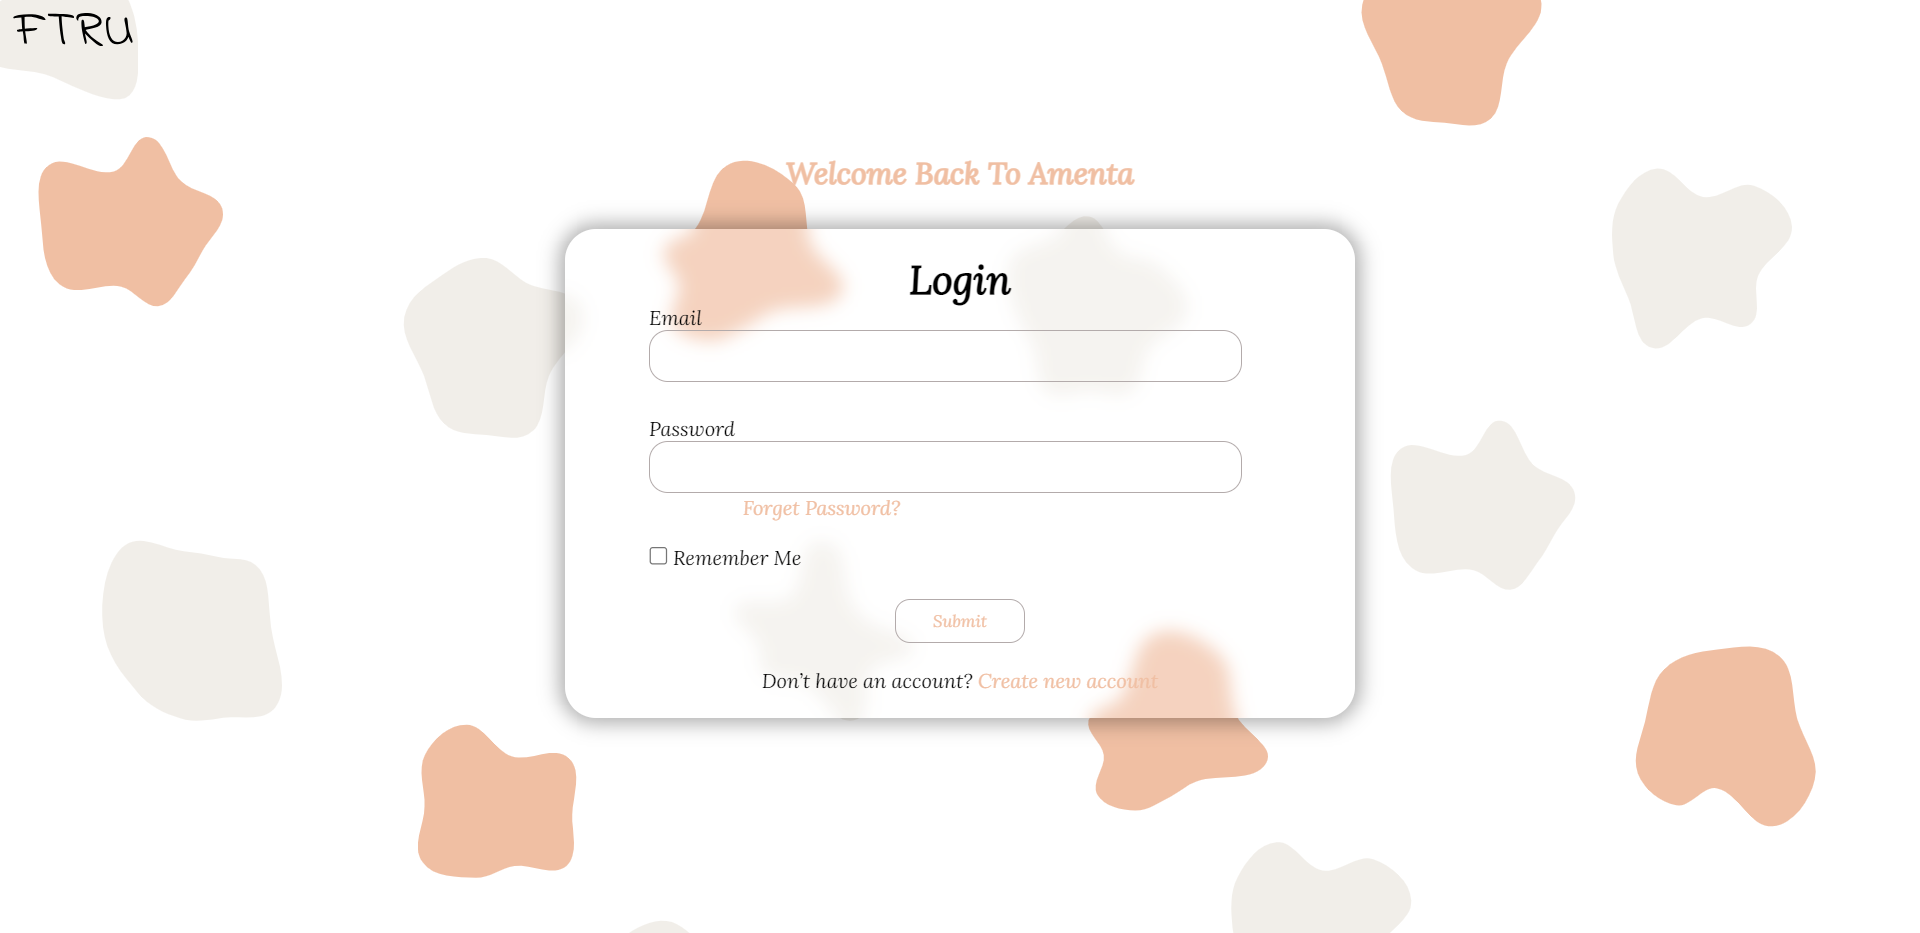 FTRU
Welcome Back To Amenta
Login
Email
Password
Forget Password?
Remember Me
Submit
Don't have an account? Create new account